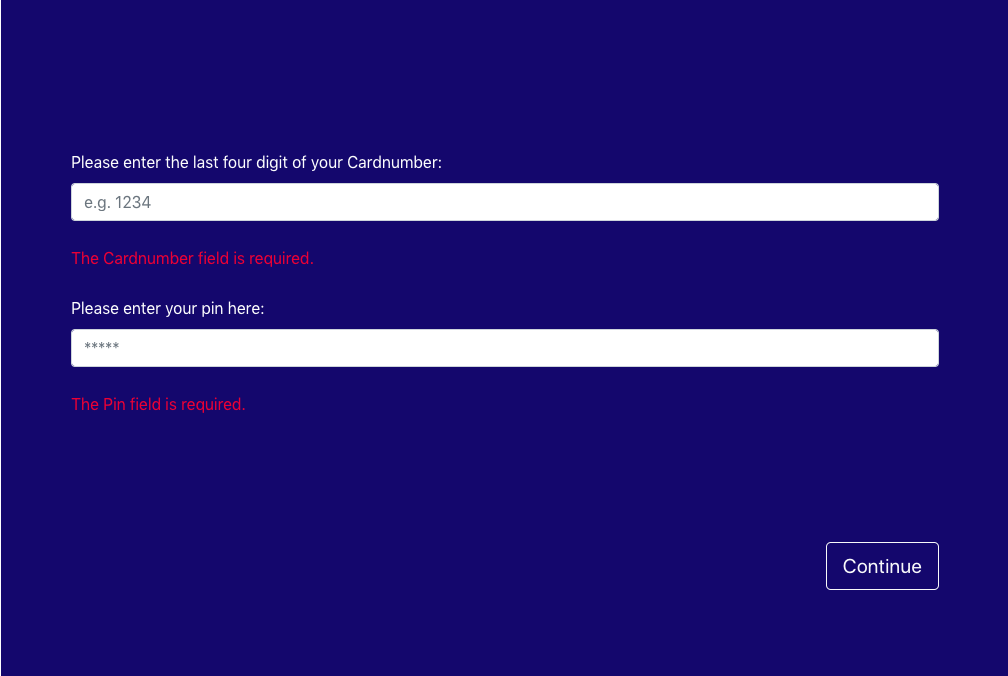 Please enter the last four digit of your Cardnumber:
e.g. 1234
The Cardnumber field is required.
Please enter your pin here:
*****
The Pin field is required.
Continue